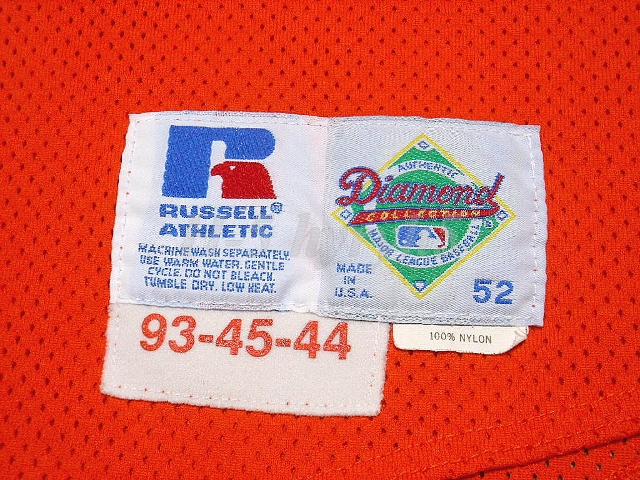 RUSSELL®
ATHLETIC
MACHINE WASH SEPARATELY.
USE WARM WATER. GENTLE
CYCLE. DO NOT BLEACH.
TUMBLE DRY. LOW HEAT.
AUTHENTIC
Diamond
COLLECTION
MAJOR LEAGUE BASEBALL
MADE
IN
U.S.A.
52
93-45-44
100% NYLON